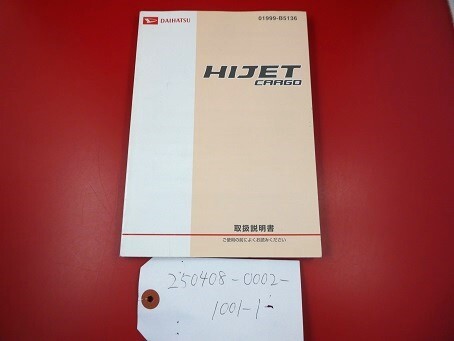 DAIHATSU
01999-B5136
HIJET
CARGO
取扱説明書
ご使用の前によくお読みください
250408-0002-
1001-1-